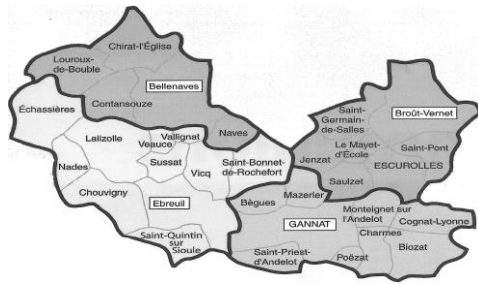 Chirat-l'Église
Louroux-
de-Bouble
Bellenaves
Échassières
Contansouze
Naves
Lalizolle
Veauce
Vallignat
Sussat
Saint-Bonnet-
de-Rochefort
Nades
Vicq
Chouvigny
Ebreuil
Saint-Quintin
sur
Sioule
Saint-
Germain-
de-Salles
Broût-Vernet
Le Mayet-
d'École
Saint-Pont
Jenzat
ESCUROLLES
Saulzet
Bègues
Mazerier
GANNAT
Monteignet sur
l'Andelot
Cognat-Lyonne
Charmes
Biozat
Saint-Priest-
d'Andelot
Poëzat